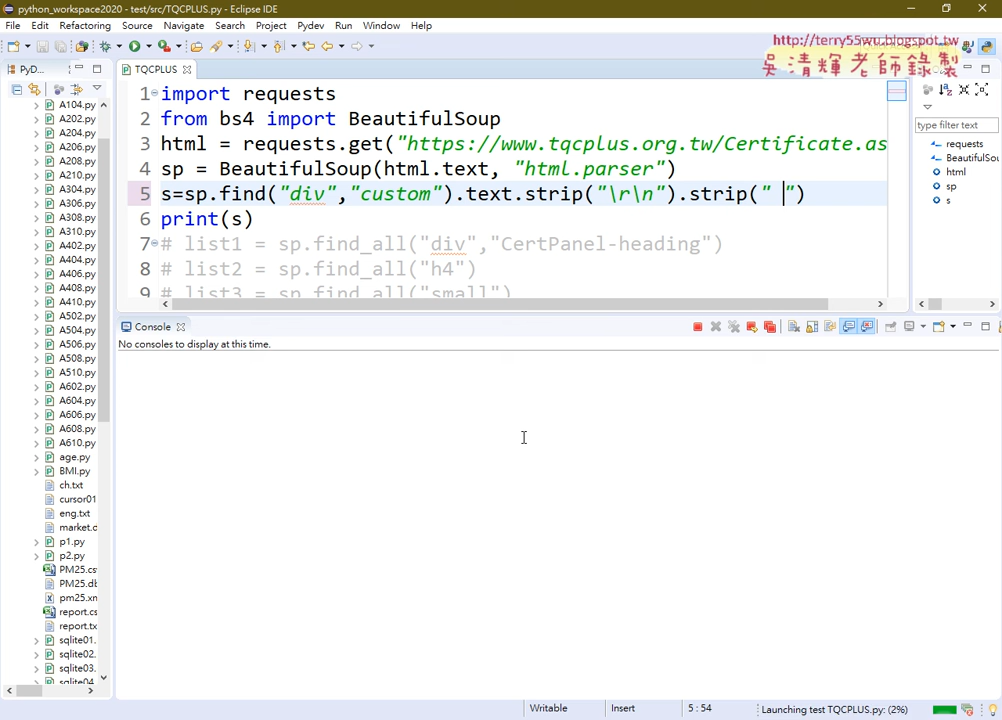 python_workspace2020 - test/src/TQCPLUS.py - Eclipse IDE
File Edit Refactoring Source Navigate Search Project Pydev Run Window Help
http://terry55wu.blogspot.tw
吳清輝老師錄製
PyD...
TQCPLUS
A104.py
A202.py
A204.py
A206.py
A208.py
A210.py
A304.py
A306.py
A308.py
A310.py
A402.py
A404.py
A406.py
A408.py
A410.py
A502.py
A504.py
A506.py
A508.py
A510.py
A602.py
A604.py
A606.py
A608.py
A610.py
age.py
BMI.py
ch.txt
cursor01
eng.txt
market.d
p1.py
p2.py
PM25.cs
PM25.db
pm25.xn
report.cs
report.tx
sqlite01.
sqlite02.
sqlite03.
sqlite04.
1 import requests
2 from bs4 import BeautifulSoup
3 html = requests.get("https://www.tqcplus.org.tw/Certificate.as
4 sp = BeautifulSoup(html.text, "html.parser")
5 s=sp.find("div","custom").text.strip("\r\n").strip(" ")
6 print(s)
7 # list1 = sp.find_all("div","CertPanel-heading")
8 # list2 = sp.find_all("h4")
9 # list3 = sp.find_all("small")
type filter text
requests
BeautifulSou
html
sp
s
Console
No consoles to display at this time.
Writable Insert 5 : 54 Launching test TQCPLUS.py: (2%)